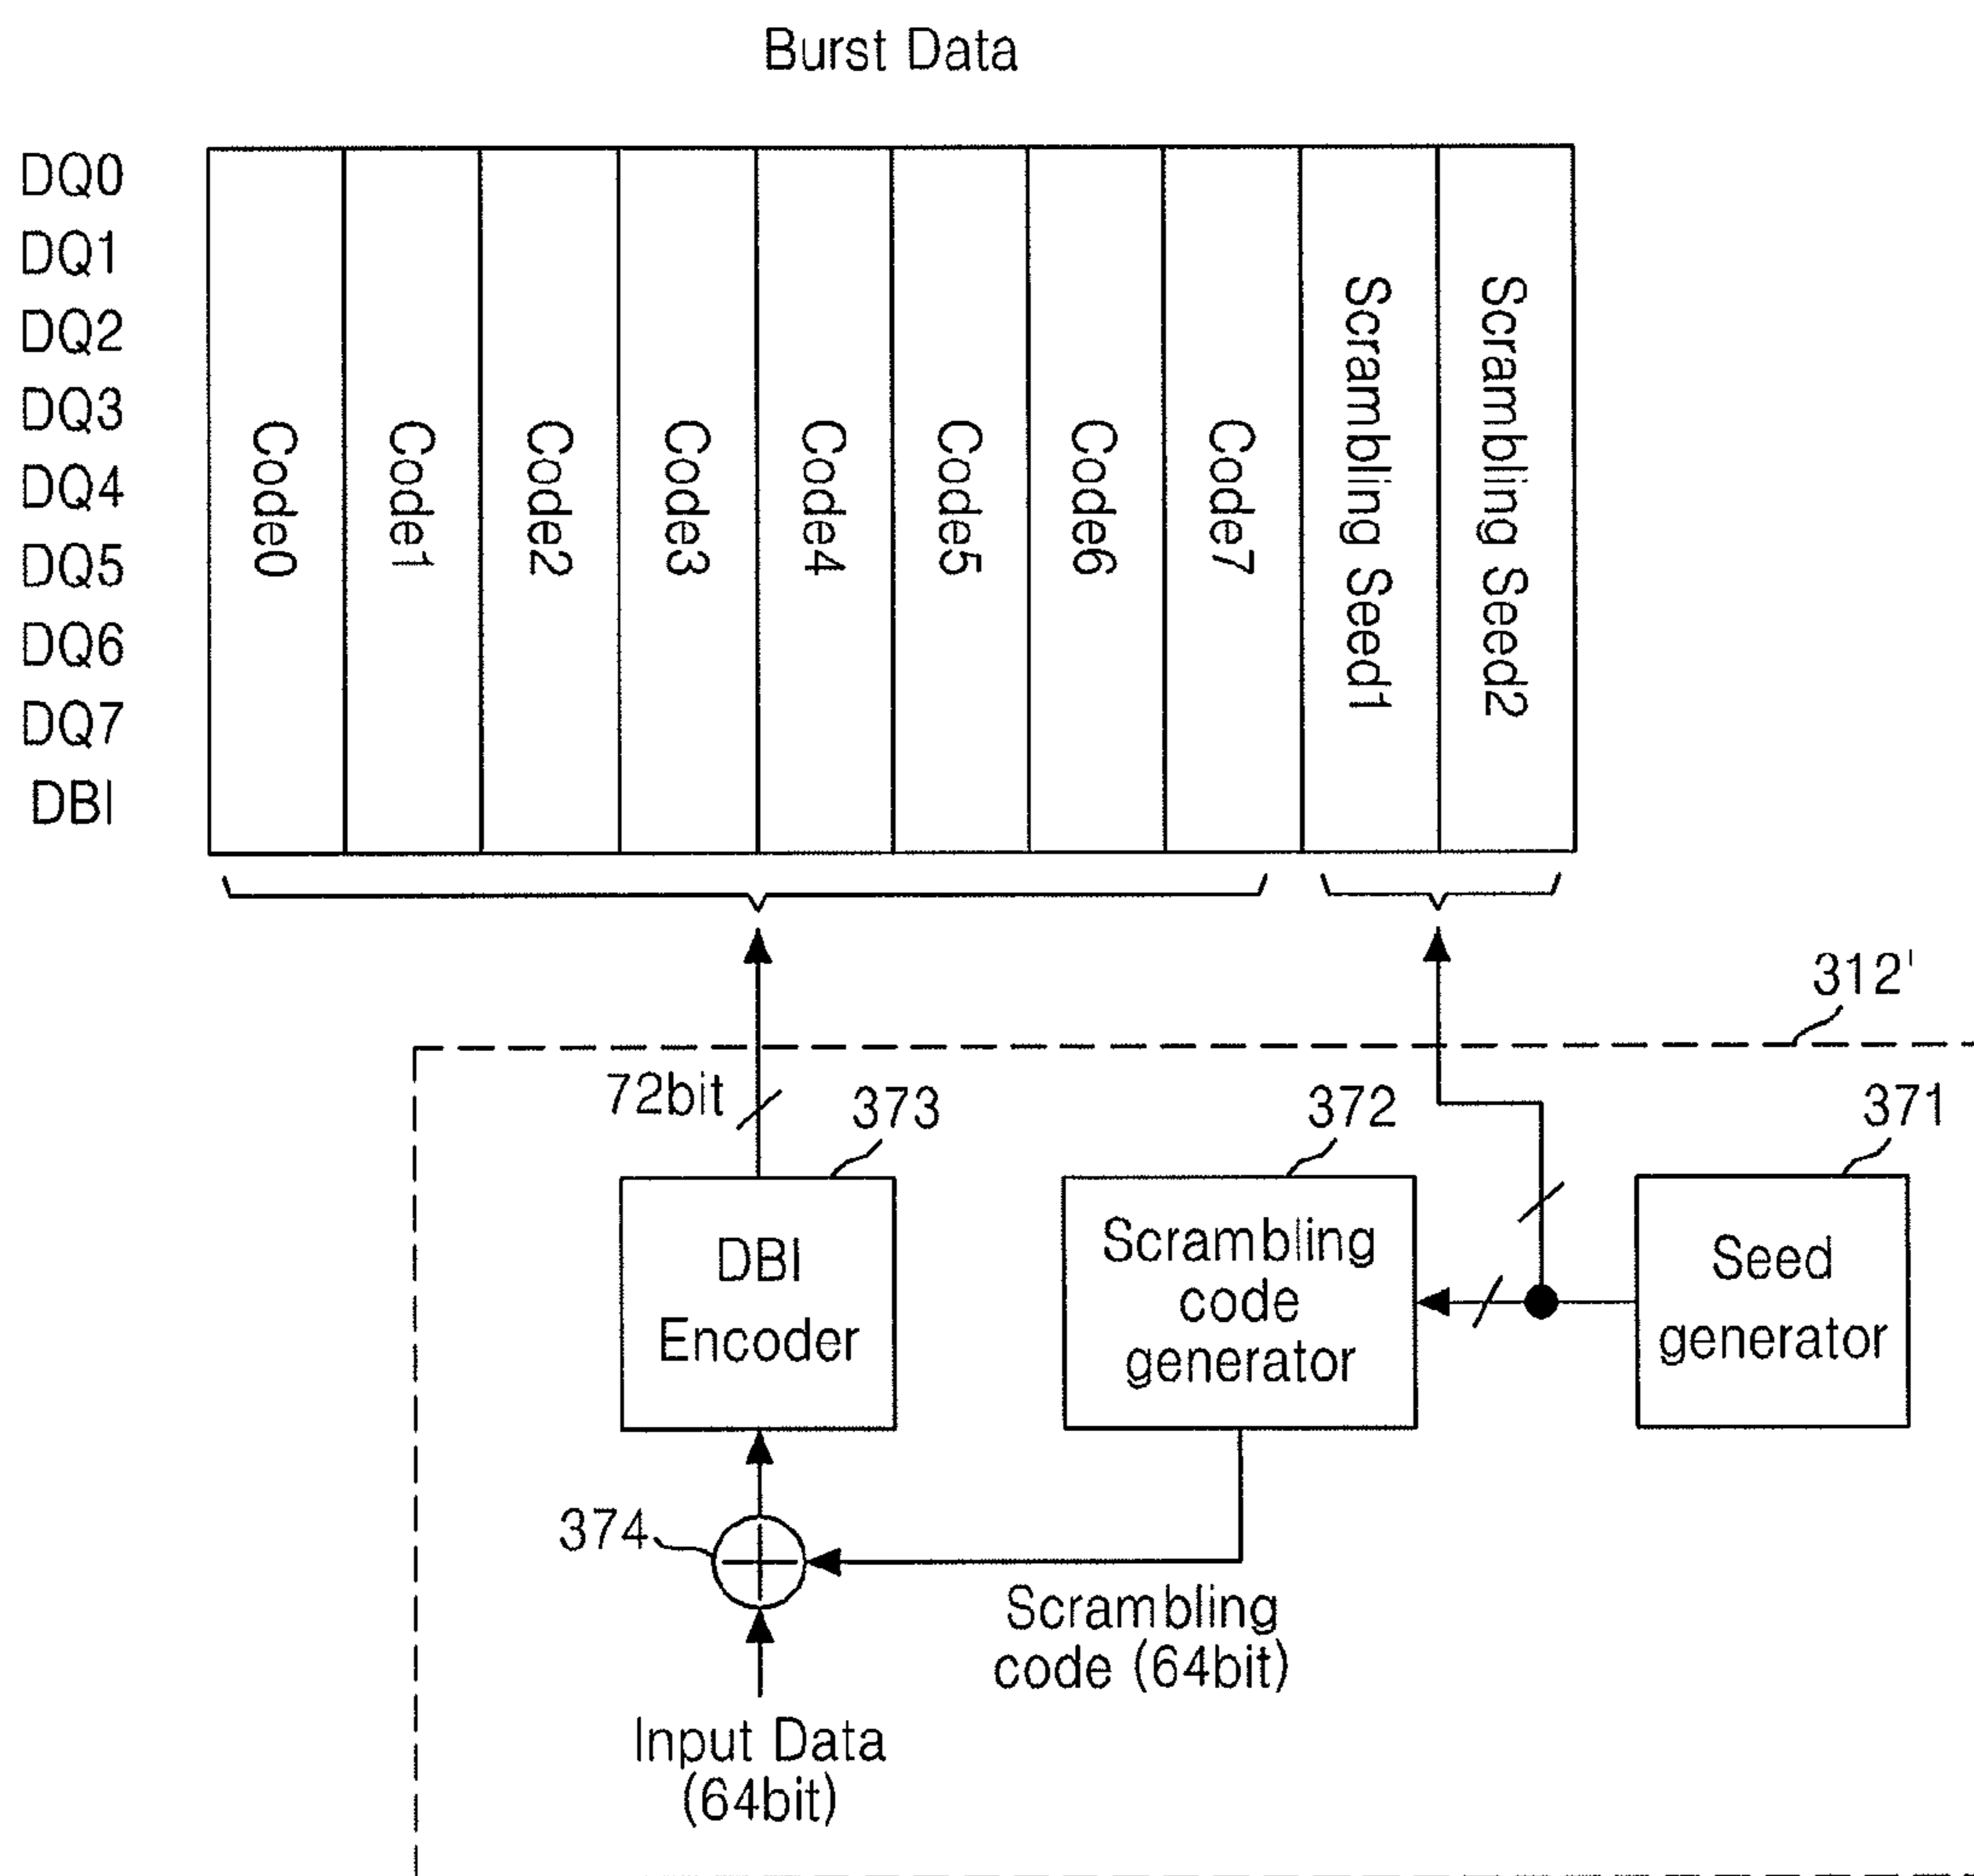 Burst Data
DQ0
DQ1
DQ2
DQ3
DQ4
DQ5
DQ6
DQ7
DBI
Code0
Code1
Code2
Code3
Code4
Code5
Code6
Code7
Scrambling Seed1
Scrambling Seed2
312'
72bit
373
372
371
DBI
Encoder
Scrambling
code
generator
Seed
generator
374
Scrambling
code (64bit)
Input Data
(64bit)